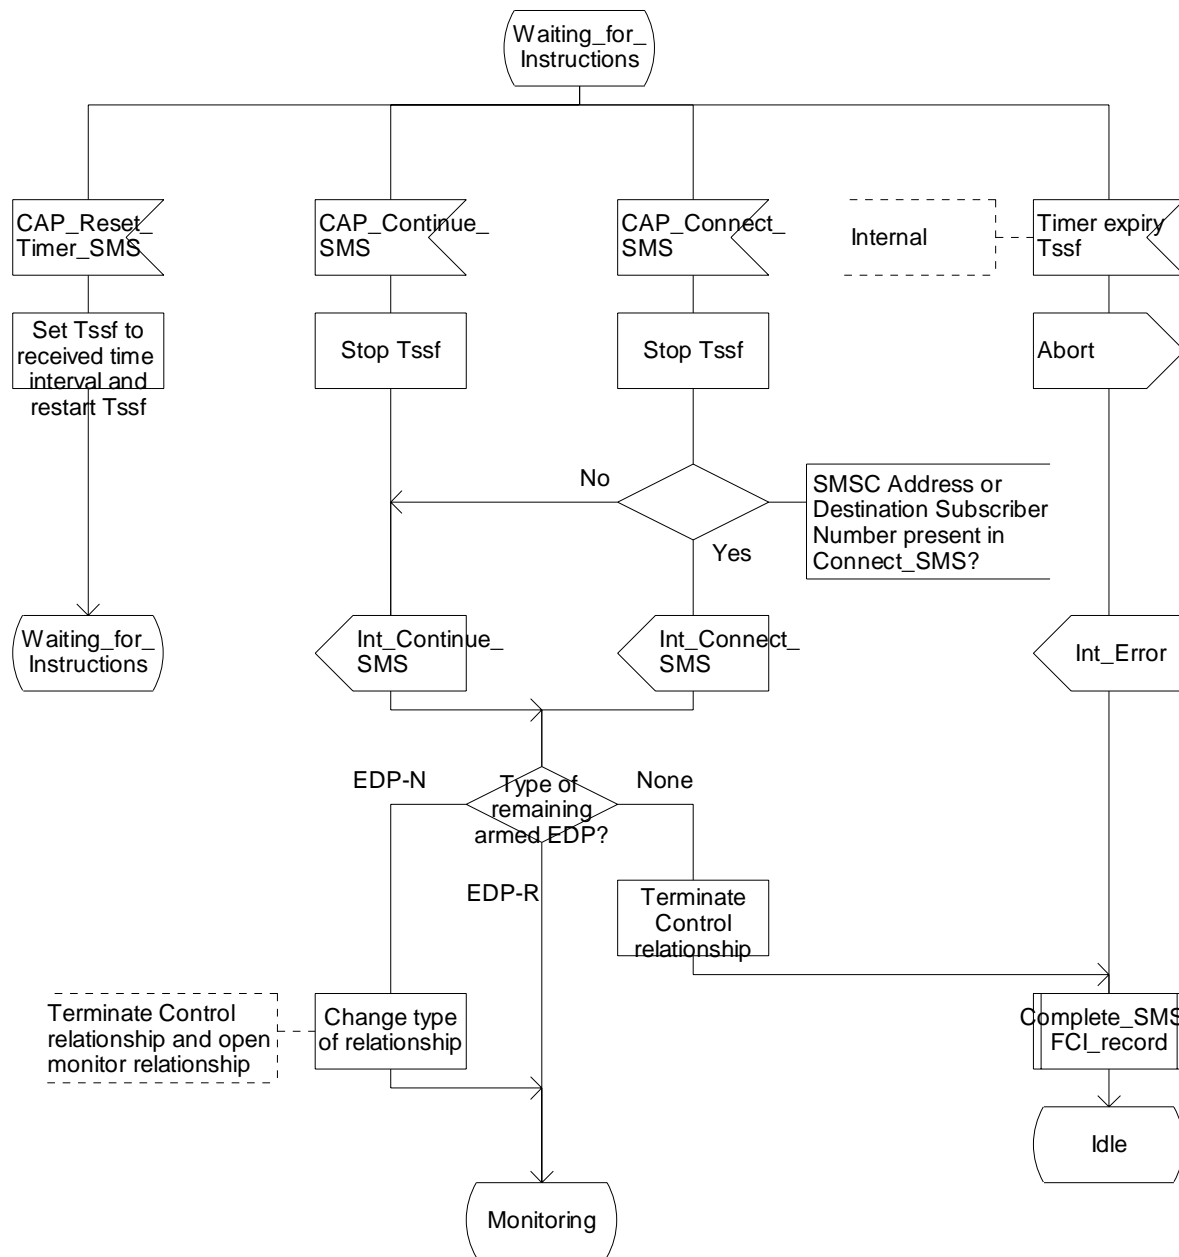 Waiting_for_
Instructions
CAP_Reset_
Timer_SMS
CAP_Continue_
SMS
CAP_Connect_
SMS
Internal
Timer expiry
Tssf
Set Tssf to
received time
interval and
restart Tssf
Stop Tssf
Stop Tssf
Abort
No
Yes
SMSC Address or
Destination Subscriber
Number present in
Connect_SMS?
Waiting_for_
Instructions
Int_Continue_
SMS
Int_Connect_
SMS
Int_Error
EDP-N
Type of
remaining
armed EDP?
None
EDP-R
Terminate
Control
relationship
Terminate Control
relationship and open
monitor relationship
Change type
of relationship
Complete_SMS
FCI_record
Idle
Monitoring